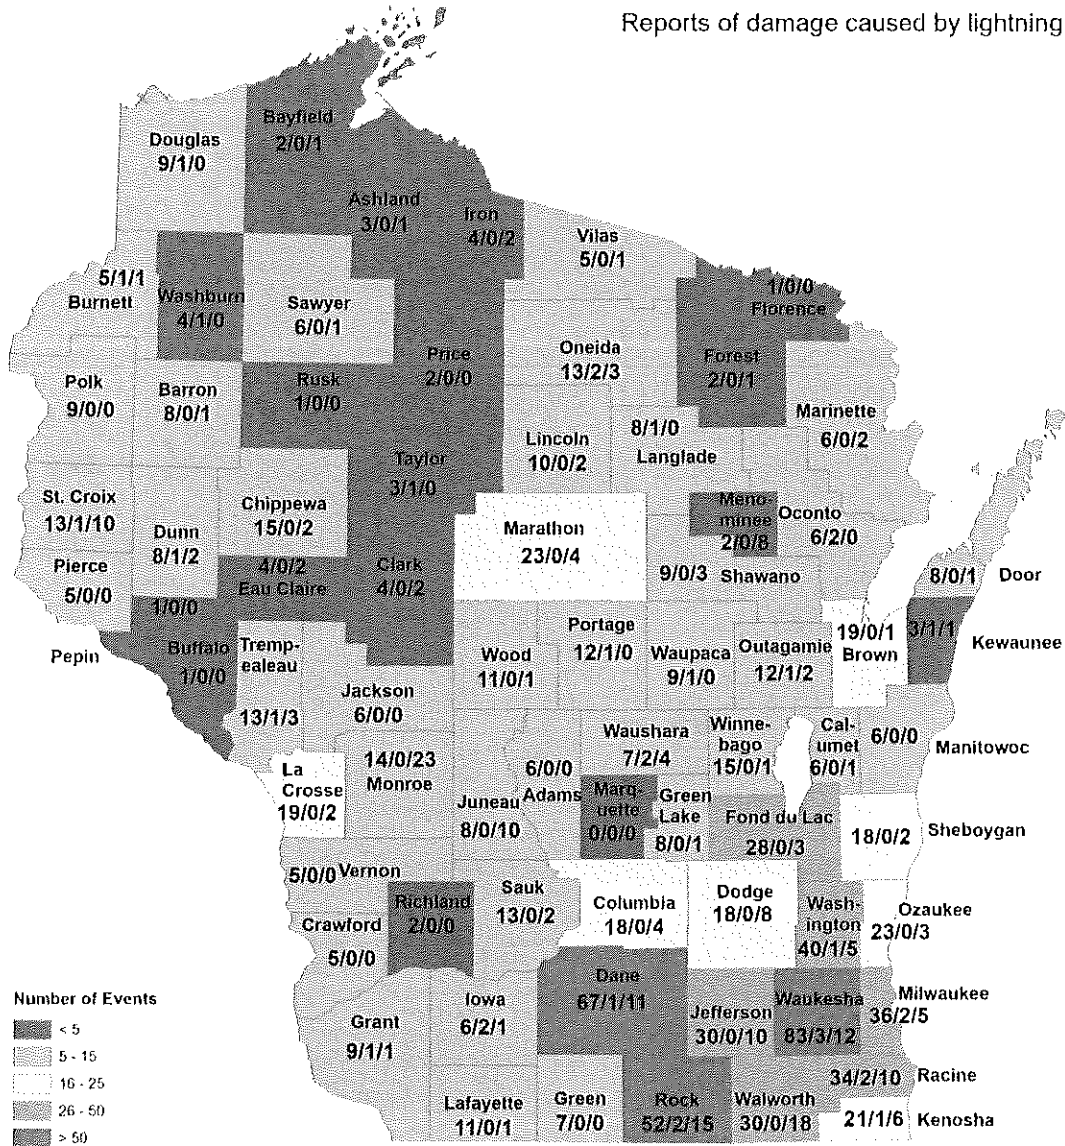 Reports of damage caused by lightning
Douglas
9/1/0
Bayfield
2/0/1
Ashland
3/0/1
Iron
4/0/2
Vilas
5/0/1
1/0/0
Florence
5/1/1
Burnett
Washburn
4/1/0
Sawyer
6/0/1
Price
2/0/0
Oneida
13/2/3
Forest
2/0/1
Polk
9/0/0
Barron
8/0/1
Rusk
1/0/0
Marinette
6/0/2
Lincoln
10/0/2
8/1/0
Langlade
Taylor
3/1/0
St. Croix
13/1/10
Dunn
8/1/2
Chippewa
15/0/2
Marathon
23/0/4
Meno-
minee
2/0/8
Oconto
6/2/0
Pierce
5/0/0
4/0/2
Eau Claire
Clark
4/0/2
9/0/3 Shawano
8/0/1
Door
1/0/0
Pepin
Buffalo
1/0/0
Tremp-
ealeau
13/1/3
Jackson
6/0/0
Wood
11/0/1
Portage
12/1/0
Waupaca
9/1/0
Outagamie
12/1/2
19/0/1
Brown
3/1/1
Kewaunee
La
Crosse
19/0/2
14/0/23
Monroe
Juneau
8/0/10
6/0/0
Adams
Waushara
7/2/4
Winne-
bago
15/0/1
Cal-
umet
6/0/1
6/0/0
Manitowoc
Marq-
uette
0/0/0
Green
Lake
8/0/1
Fond du Lac
28/0/3
18/0/2
Sheboygan
5/0/0 Vernon
Crawford
5/0/0
Richland
2/0/0
Sauk
13/0/2
Columbia
18/0/4
Dodge
18/0/8
Wash-
ington
40/1/5
Ozaukee
23/0/3
Grant
9/1/1
Iowa
6/2/1
Dane
67/1/11
Jefferson
30/0/10
Waukesha
83/3/12
Milwaukee
36/2/5
Lafayette
11/0/1
Green
7/0/0
Rock
52/2/15
Walworth
30/0/18
34/2/10 Racine
21/1/6 Kenosha
Number of Events
< 5
5 - 15
16 - 25
26 - 50
> 50